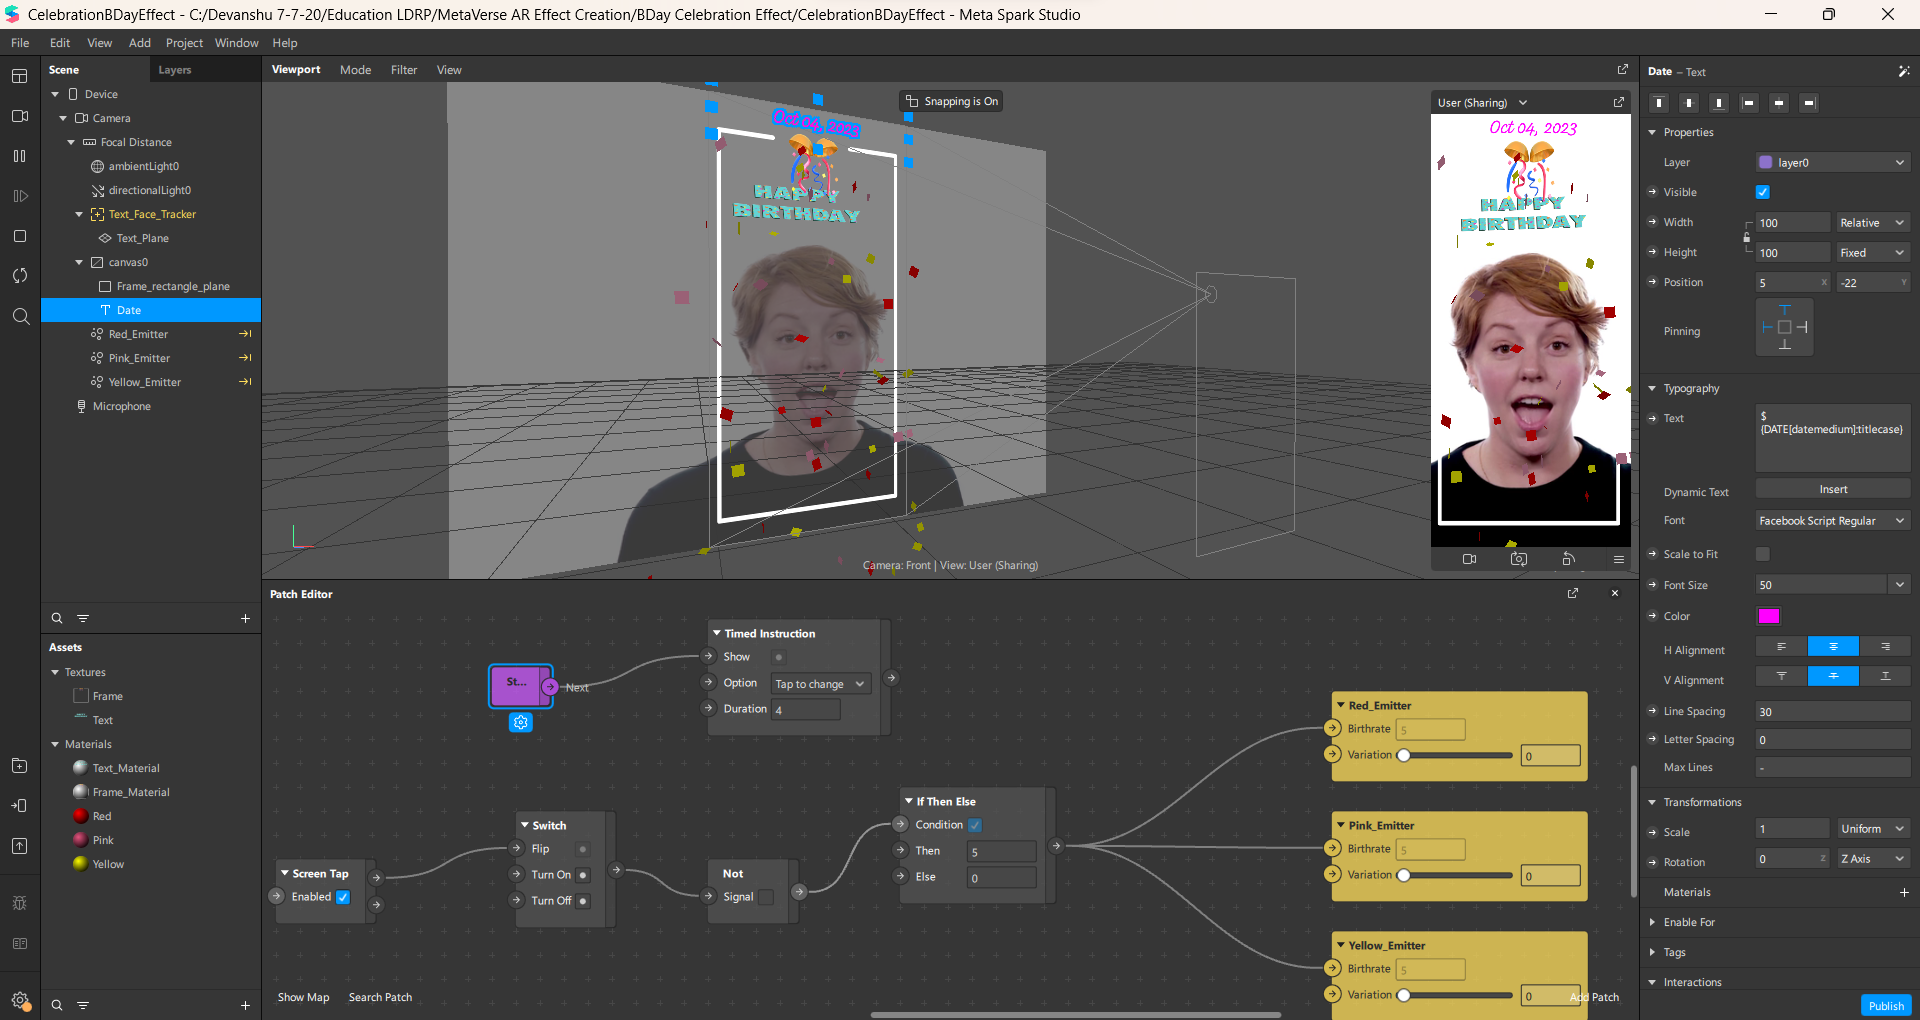 CelebrationBDayEffect - C:/Devanshu 7-7-20/Education LDRP/MetaVerse AR Effect Creation/BDay Celebration Effect/CelebrationBDayEffect - Meta Spark Studio
File Edit View Add Project Window Help
Scene Layers
Device
Camera
Focal Distance
ambientLight0
directionalLight0
Text_Face_Tracker
Text_Plane
canvas0
Frame_rectangle_plane
Date
Red_Emitter
Pink_Emitter
Yellow_Emitter
Microphone
Assets
Textures
Frame
Text
Materials
Text_Material
Frame_Material
Red
Pink
Yellow
Viewport Mode Filter View
Snapping is On
Oct 04, 2023
HAPPY
BIRTHDAY
Camera: Front | View: User (Sharing)
User (Sharing)
Oct 04, 2023
HAPPY
BIRTHDAY
Patch Editor
St...
Next
Timed Instruction
Show
Option Tap to change
Duration 4
Screen Tap
Enabled
Switch
Flip
Turn On
Turn Off
Not
Signal
If Then Else
Condition
Then 5
Else 0
Red_Emitter
Birthrate 5
Variation 0
Pink_Emitter
Birthrate 5
Variation 0
Yellow_Emitter
Birthrate 5
Variation 0
Show Map Search Patch
Add Patch
Date – Text
Properties
Layer layer0
Visible
Width 100 Relative
Height 100 Fixed
Position 5 X -22 Y
Pinning
Typography
Text $
{DATE[datemedium]:titlecase}
Dynamic Text Insert
Font Facebook Script Regular
Scale to Fit
Font Size 50
Color
H Alignment
V Alignment
Line Spacing 30
Letter Spacing 0
Max Lines -
Transformations
Scale 1 Uniform
Rotation 0 Z Z Axis
Materials
Enable For
Tags
Interactions
Publish